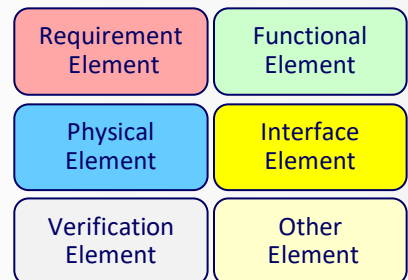 Requirement
Element
Functional
Element
Physical
Element
Interface
Element
Verification
Element
Other
Element